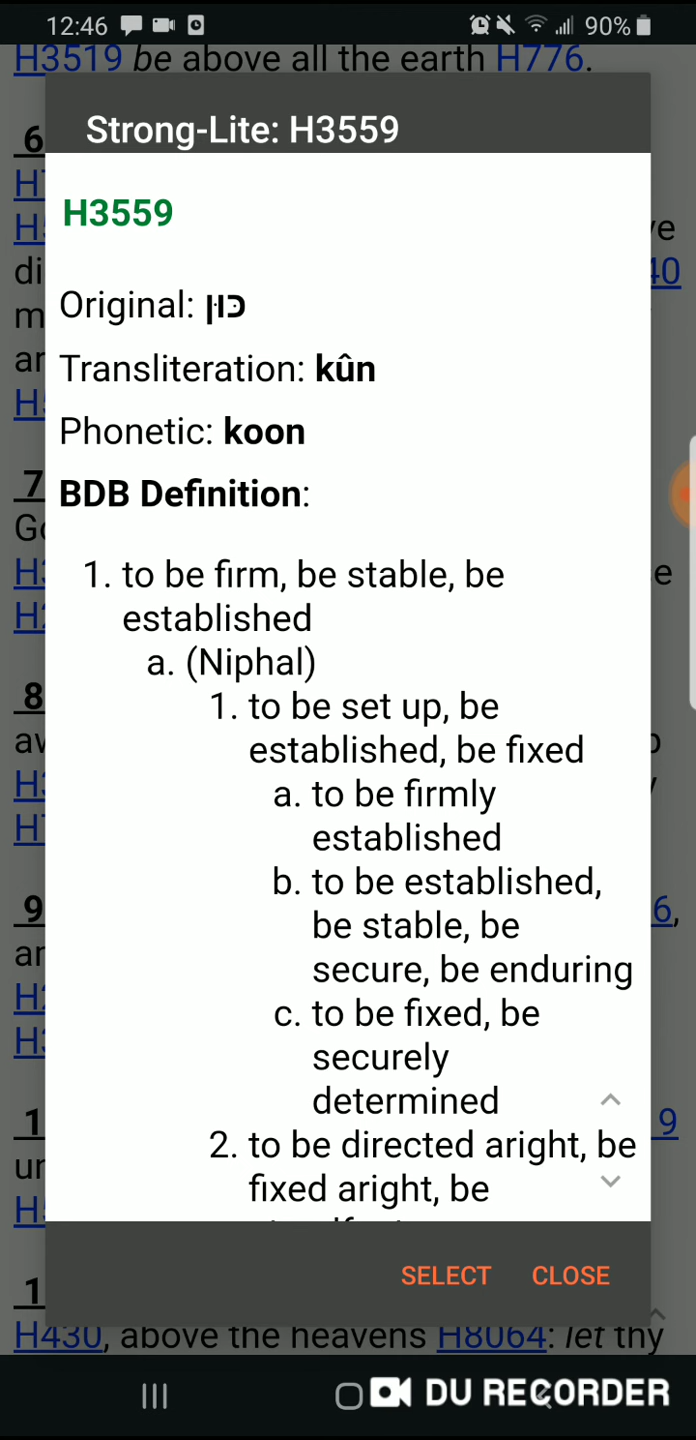 12:46 90%
H3519 be above all the earth H776.
Strong-Lite: H3559
6
H3559
Original: כּוּן
Transliteration: kûn
Phonetic: koon
BDB Definition:
7
1. to be firm, be stable, be
established
a. (Niphal)
8
1. to be set up, be
established, be fixed
a. to be firmly
established
9
b. to be established,
be stable, be
secure, be enduring
c. to be fixed, be
securely
determined
2. to be directed aright, be
fixed aright, be
SELECT CLOSE
H430, above the heavens H8064: let thy
DU RECORDER